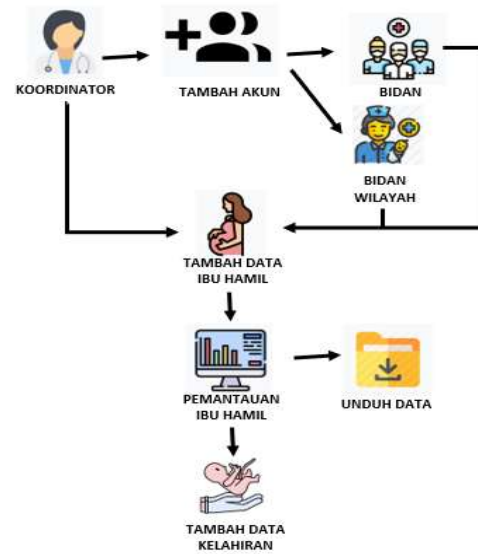 KOORDINATOR
TAMBAH AKUN
BIDAN
BIDAN
WILAYAH
TAMBAH DATA
IBU HAMIL
PEMANTAUAN
IBU HAMIL
UNDUH DATA
TAMBAH DATA
KELAHIRAN